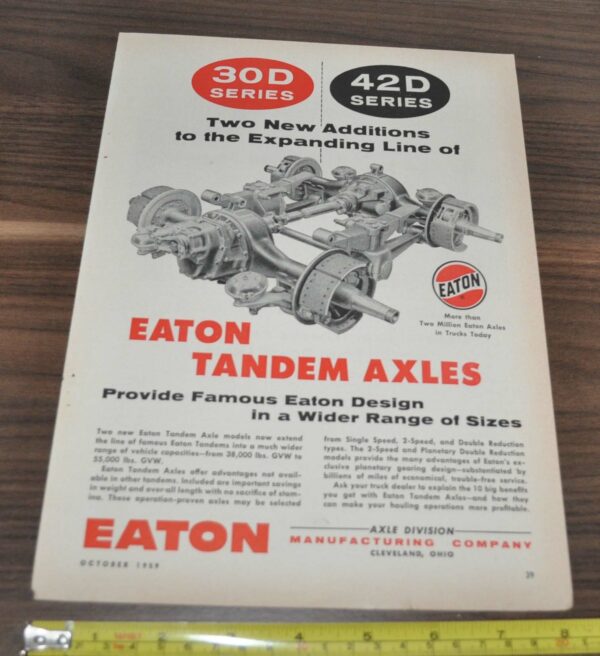 30D
SERIES
42D
SERIES
Two New Additions
to the Expanding Line of
EATON
More than
Two Million Eaton Axles
in Trucks Today
EATON
TANDEM AXLES
Provide Famous Eaton Design
in a Wider Range of Sizes
Two new Eaton Tandem Axle models now extend
the line of famous Eaton Tandems into a much wider
range of vehicle capacities—from 38,000 lbs. GVW to
55,000 lbs. GVW.
Eaton Tandem Axles offer advantages not avail-
able in other tandems. Included are important savings
in weight and over-all length with no sacrifice of stam-
ina. These operation-proven axles may be selected
from Single Speed, 2-Speed, and Double Reduction
types. The 2-Speed and Planetary Double Reduction
models provide the many advantages of Eaton's ex-
clusive planetary gearing design—substantiated by
billions of miles of economical, trouble-free service.
Ask your truck dealer to explain the 10 big benefits
you get with Eaton Tandem Axles—and how they
can make your hauling operations more profitable.
EATON
AXLE DIVISION
MANUFACTURING COMPANY
CLEVELAND, OHIO
OCTOBER 1959
39
1 2 3 4 5 6 7 8